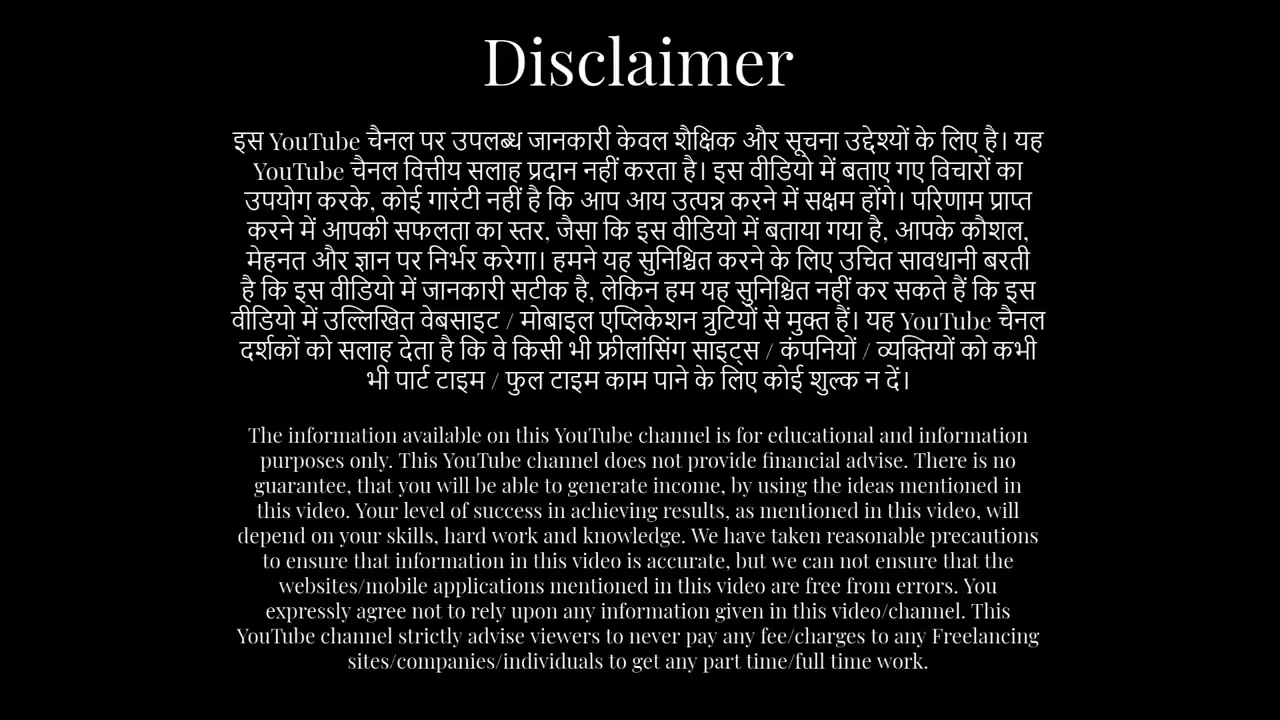 Disclaimer
इस YouTube चैनल पर उपलब्ध जानकारी केवल शैक्षिक और सूचना उद्देश्यों के लिए है। यह
YouTube चैनल वित्तीय सलाह प्रदान नहीं करता है। इस वीडियो में बताए गए विचारों का
उपयोग करके, कोई गारंटी नहीं है कि आप आय उत्पन्न करने में सक्षम होंगे। परिणाम प्राप्त
करने में आपकी सफलता का स्तर, जैसा कि इस वीडियो में बताया गया है, आपके कौशल,
मेहनत और ज्ञान पर निर्भर करेगा। हमने यह सुनिश्चित करने के लिए उचित सावधानी बरती
है कि इस वीडियो में जानकारी सटीक है, लेकिन हम यह सुनिश्चित नहीं कर सकते हैं कि इस
वीडियो में उल्लिखित वेबसाइट / मोबाइल एप्लिकेशन त्रुटियों से मुक्त हैं। यह YouTube चैनल
दर्शकों को सलाह देता है कि वे किसी भी फ्रीलांसिंग साइट्स / कंपनियों / व्यक्तियों को कभी
भी पार्ट टाइम / फुल टाइम काम पाने के लिए कोई शुल्क न दें।
The information available on this YouTube channel is for educational and information
purposes only. This YouTube channel does not provide financial advise. There is no
guarantee, that you will be able to generate income, by using the ideas mentioned in
this video. Your level of success in achieving results, as mentioned in this video, will
depend on your skills, hard work and knowledge. We have taken reasonable precautions
to ensure that information in this video is accurate, but we can not ensure that the
websites/mobile applications mentioned in this video are free from errors. You
expressly agree not to rely upon any information given in this video/channel. This
YouTube channel strictly advise viewers to never pay any fee/charges to any Freelancing
sites/companies/individuals to get any part time/full time work.